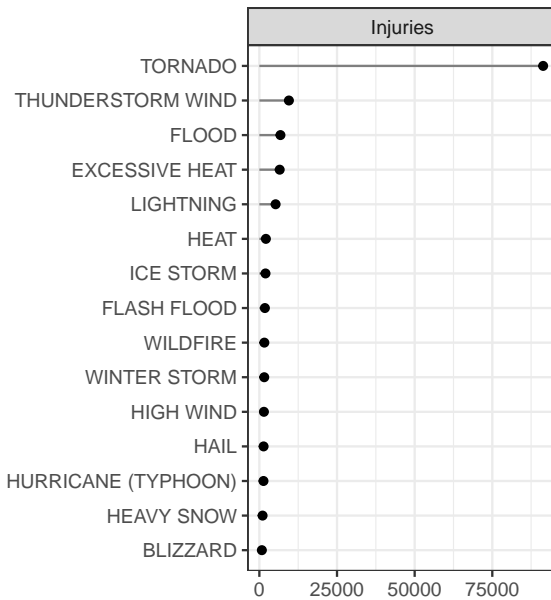 Injuries
TORNADO
THUNDERSTORM WIND
FLOOD
EXCESSIVE HEAT
LIGHTNING
HEAT
ICE STORM
FLASH FLOOD
WILDFIRE
WINTER STORM
HIGH WIND
HAIL
HURRICANE (TYPHOON)
HEAVY SNOW
BLIZZARD
0 25000 50000 75000